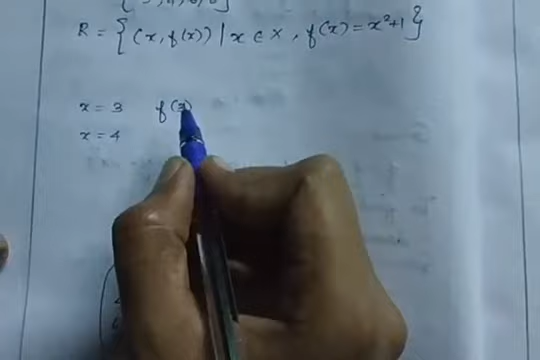 R = { (x, f(x)) | x ∈ X, f(x) = x²+1 }
x = 3 f(3)
x = 4